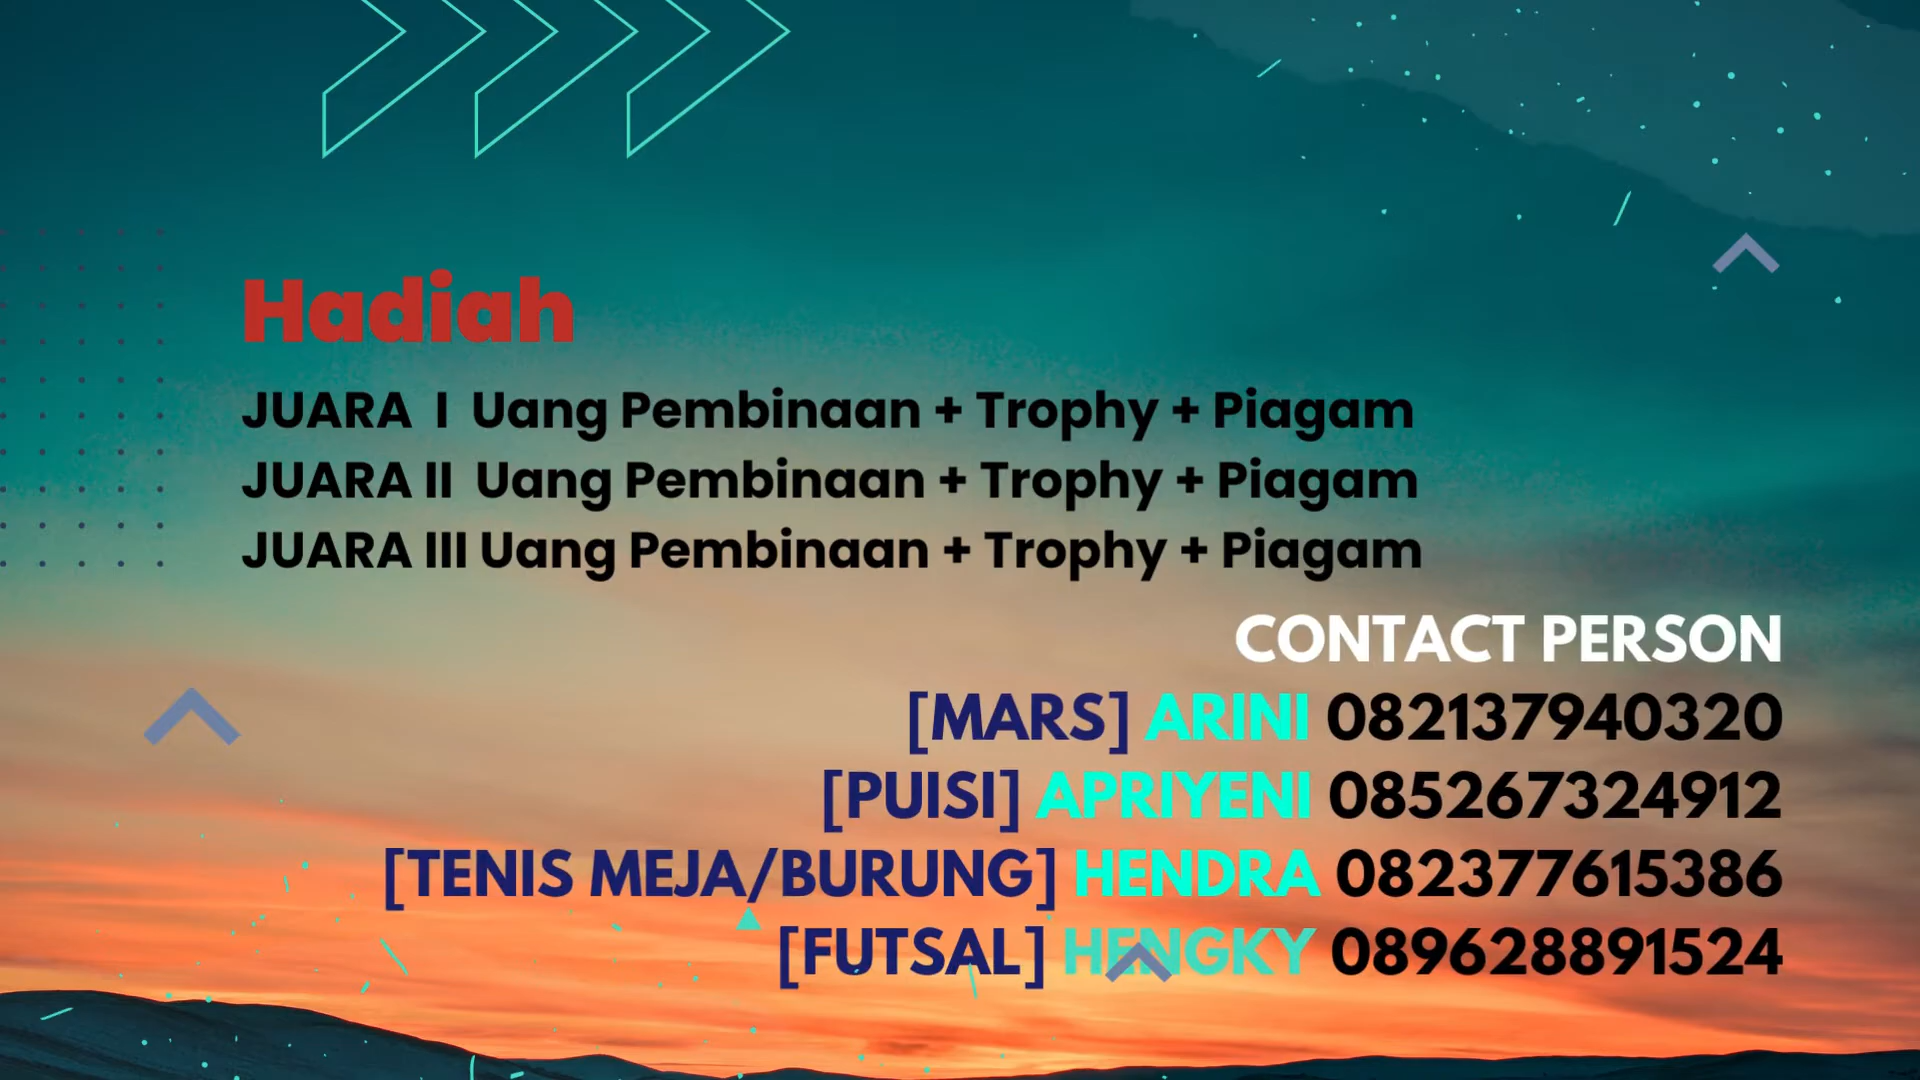 Hadiah
JUARA I Uang Pembinaan + Trophy + Piagam
JUARA II Uang Pembinaan + Trophy + Piagam
JUARA III Uang Pembinaan + Trophy + Piagam
CONTACT PERSON
[MARS] ARINI 082137940320
[PUISI] APRIYENI 085267324912
[TENIS MEJA/BURUNG] HENDRA 082377615386
[FUTSAL] HENGKY 089628891524